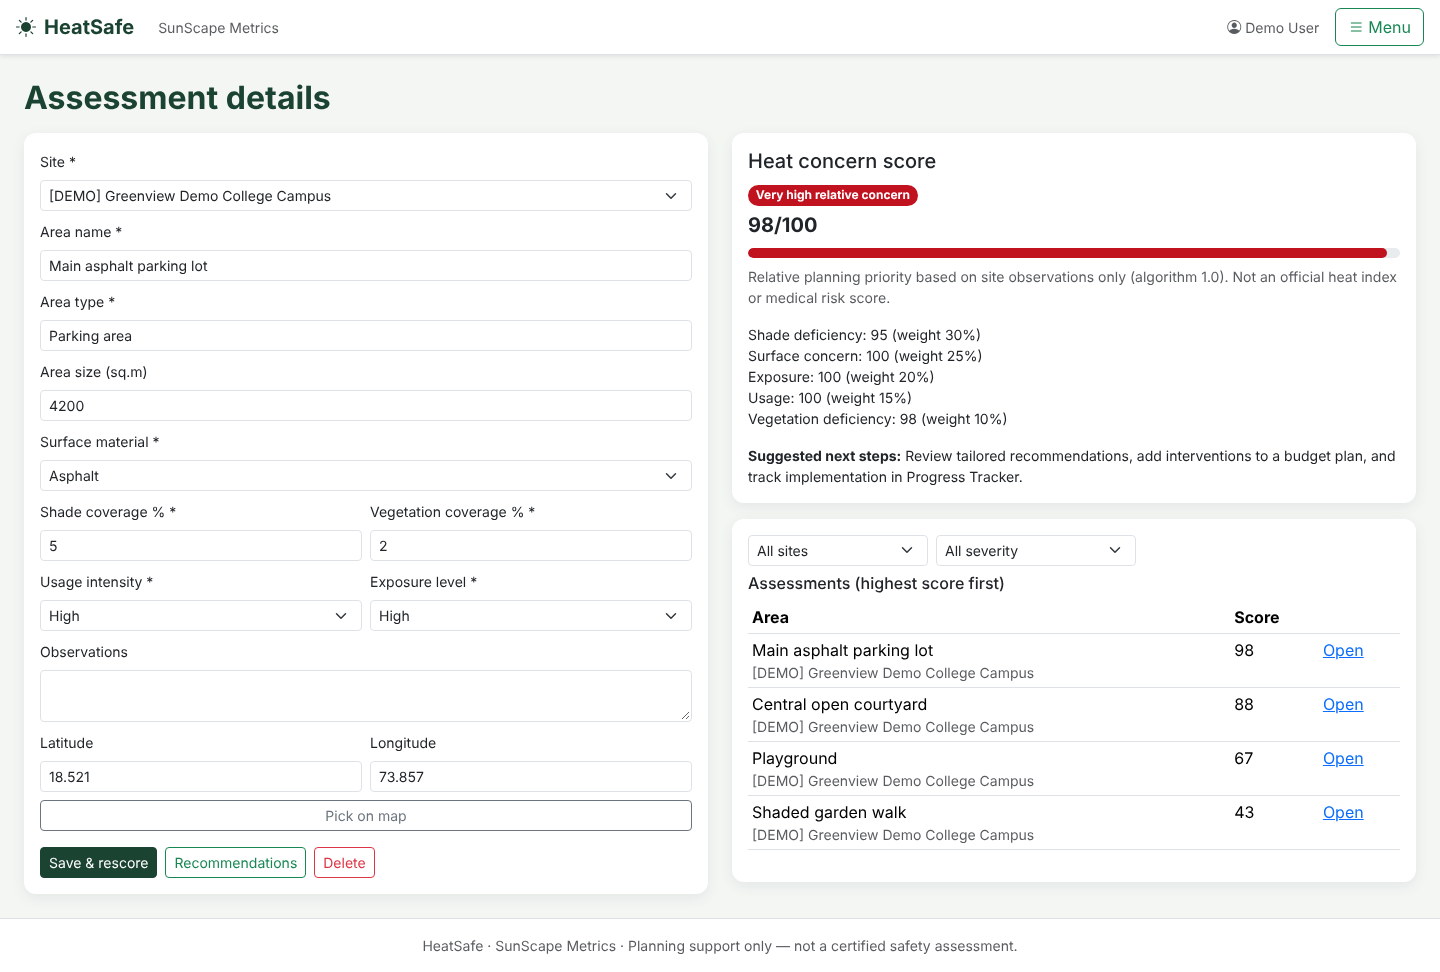 HeatSafe
SunScape Metrics
Demo User
Menu
Assessment details
Site *
[DEMO] Greenview Demo College Campus
Area name *
Main asphalt parking lot
Area type *
Parking area
Area size (sq.m)
4200
Surface material *
Asphalt
Shade coverage % *
Vegetation coverage % *
5
2
Usage intensity *
Exposure level *
High
High
Observations
Latitude
Longitude
18.521
73.857
Pick on map
Save & rescore
Recommendations
Delete
Heat concern score
Very high relative concern
98/100
Relative planning priority based on site observations only (algorithm 1.0). Not an official heat index
or medical risk score.
Shade deficiency: 95 (weight 30%)
Surface concern: 100 (weight 25%)
Exposure: 100 (weight 20%)
Usage: 100 (weight 15%)
Vegetation deficiency: 98 (weight 10%)
Suggested next steps: Review tailored recommendations, add interventions to a budget plan, and
track implementation in Progress Tracker.
All sites
All severity
Assessments (highest score first)
Area Score
Main asphalt parking lot 98 Open
[DEMO] Greenview Demo College Campus
Central open courtyard 88 Open
[DEMO] Greenview Demo College Campus
Playground 67 Open
[DEMO] Greenview Demo College Campus
Shaded garden walk 43 Open
[DEMO] Greenview Demo College Campus
HeatSafe · SunScape Metrics · Planning support only — not a certified safety assessment.